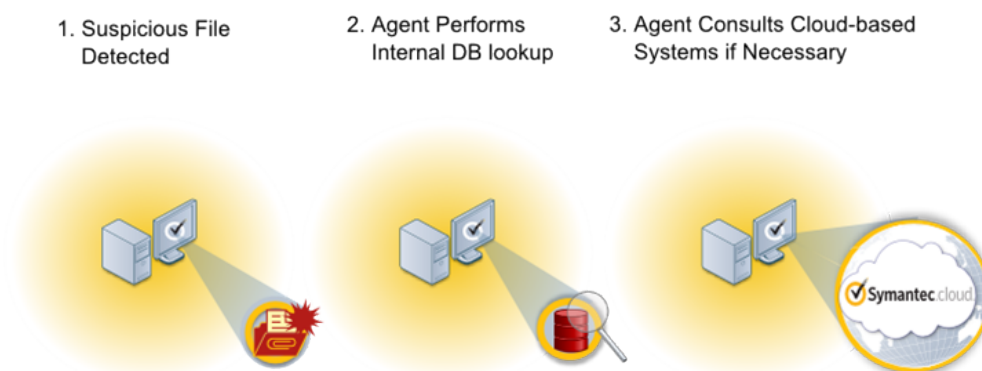 1. Suspicious File
Detected
2. Agent Performs
Internal DB lookup
3. Agent Consults Cloud-based
Systems if Necessary
Symantec.cloud